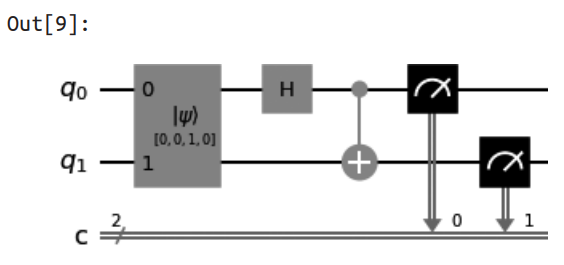 Out[9]:
q0 0 |ψ⟩ H
[0, 0, 1, 0]
q1 1
c 2 0 1